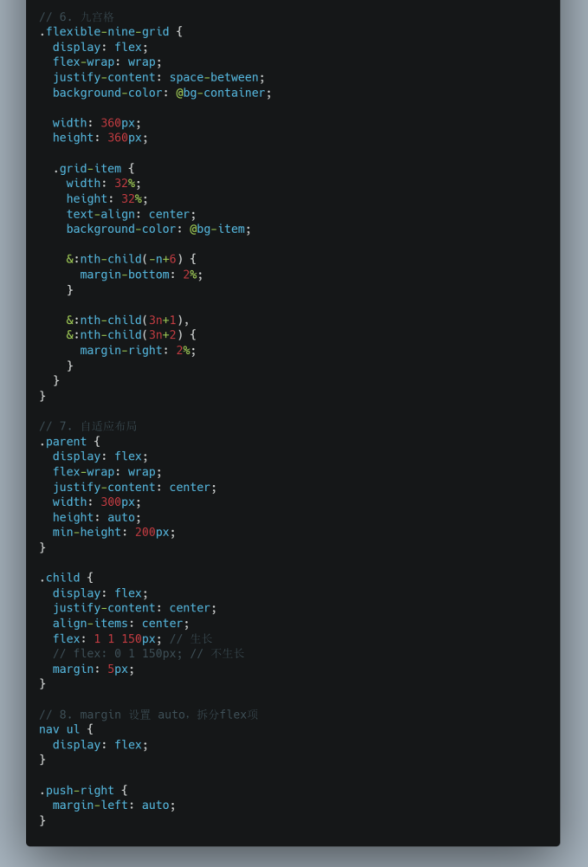 // 6. 九宫格
.flexible-nine-grid {
  display: flex;
  flex-wrap: wrap;
  justify-content: space-between;
  background-color: @bg-container;

  width: 360px;
  height: 360px;

  .grid-item {
    width: 32%;
    height: 32%;
    text-align: center;
    background-color: @bg-item;

    &:nth-child(-n+6) {
      margin-bottom: 2%;
    }

    &:nth-child(3n+1),
    &:nth-child(3n+2) {
      margin-right: 2%;
    }
  }
}

// 7. 自适应布局
.parent {
  display: flex;
  flex-wrap: wrap;
  justify-content: center;
  width: 300px;
  height: auto;
  min-height: 200px;
}

.child {
  display: flex;
  justify-content: center;
  align-items: center;
  flex: 1 1 150px; // 生长
  // flex: 0 1 150px; // 不生长
  margin: 5px;
}

// 8. margin 设置 auto，拆分flex项
nav ul {
  display: flex;
}

.push-right {
  margin-left: auto;
}